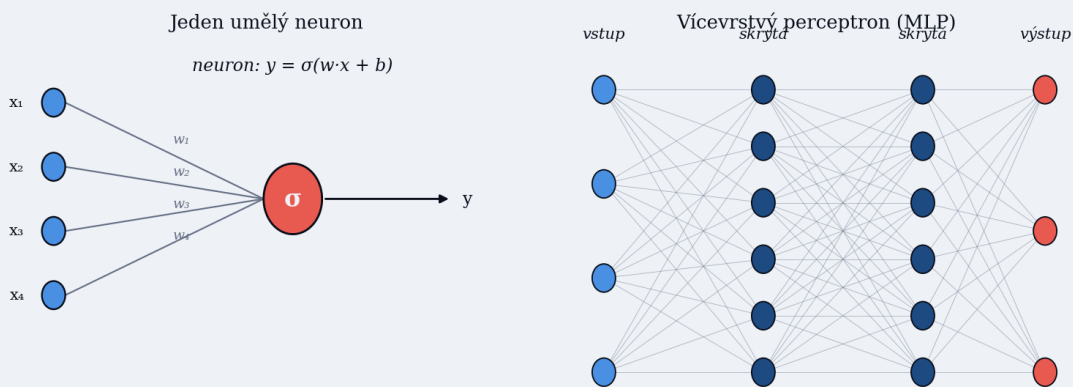 Jeden umělý neuron
neuron: y = σ(w·x + b)
x₁
w₁
x₂
w₂
σ
y
w₃
x₃
w₄
x₄
Vícevrstvý perceptron (MLP)
vstup
skrytá
skrytá
výstup